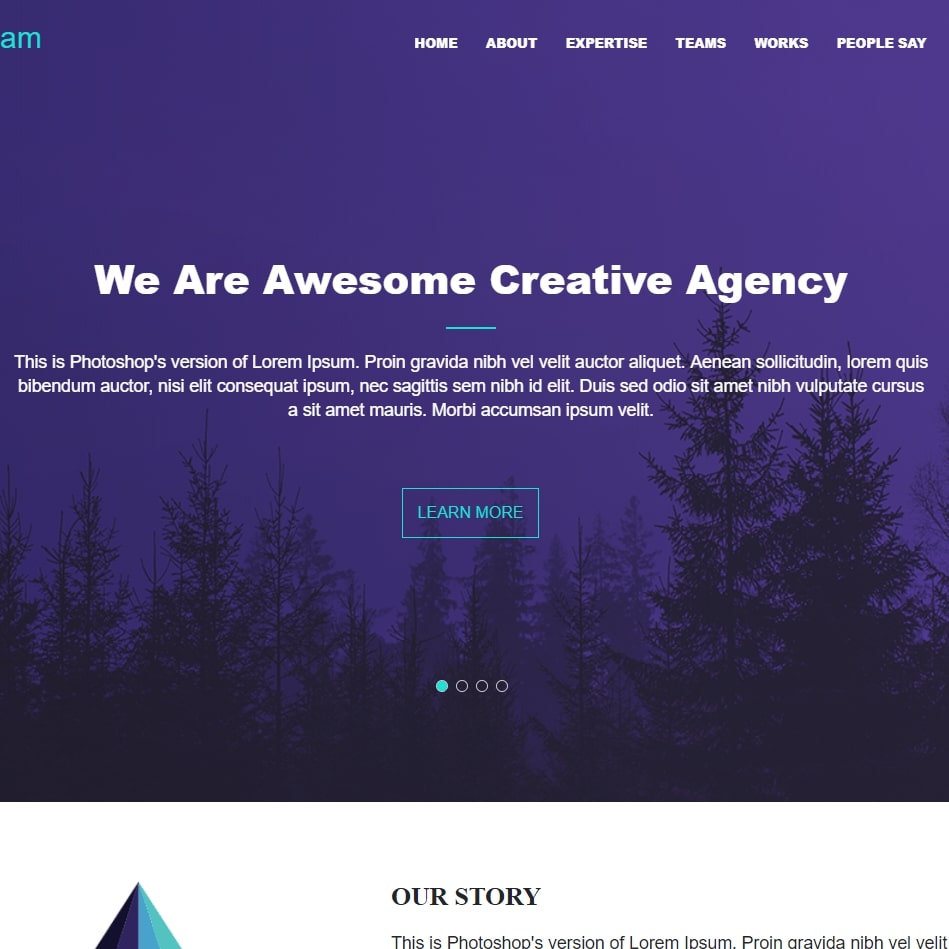 am
HOME ABOUT EXPERTISE TEAMS WORKS PEOPLE SAY
We Are Awesome Creative Agency
This is Photoshop's version of Lorem Ipsum. Proin gravida nibh vel velit auctor aliquet. Aenean sollicitudin, lorem quis
bibendum auctor, nisi elit consequat ipsum, nec sagittis sem nibh id elit. Duis sed odio sit amet nibh vulputate cursus
a sit amet mauris. Morbi accumsan ipsum velit.
LEARN MORE
OUR STORY
This is Photoshop's version of Lorem Ipsum. Proin gravida nibh vel velit